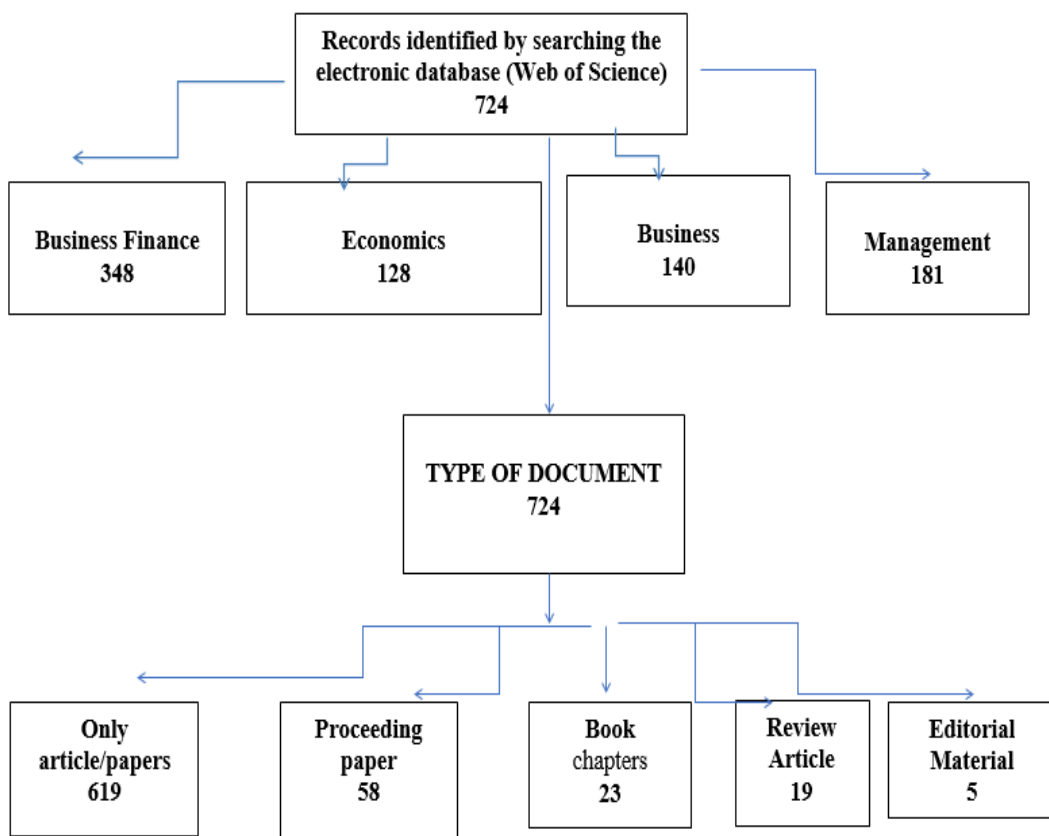 Records identified by searching the
electronic database (Web of Science)
724
Business Finance
348
Economics
128
Business
140
Management
181
TYPE OF DOCUMENT
724
Only
article/papers
619
Proceeding
paper
58
Book
chapters
23
Review
Article
19
Editorial
Material
5